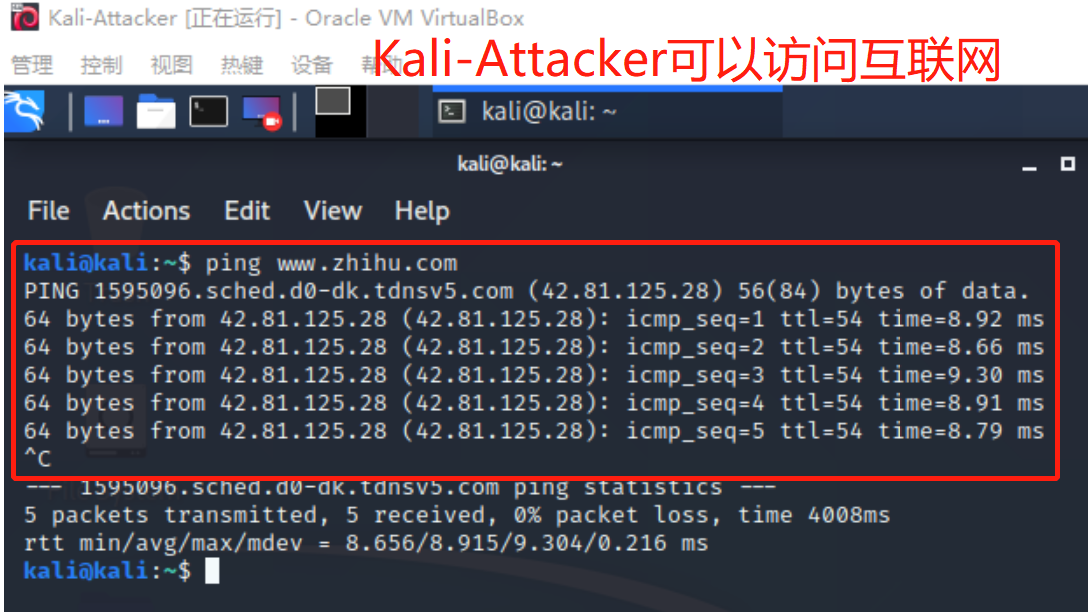 Kali-Attacker [正在运行] - Oracle VM VirtualBox
管理 控制 视图 热键 设备 帮助
Kali-Attacker可以访问互联网
kali@kali: ~
kali@kali: ~
File Actions Edit View Help
kali@kali:~$ ping www.zhihu.com
PING 1595096.sched.d0-dk.tdnsv5.com (42.81.125.28) 56(84) bytes of data.
64 bytes from 42.81.125.28 (42.81.125.28): icmp_seq=1 ttl=54 time=8.92 ms
64 bytes from 42.81.125.28 (42.81.125.28): icmp_seq=2 ttl=54 time=8.66 ms
64 bytes from 42.81.125.28 (42.81.125.28): icmp_seq=3 ttl=54 time=9.30 ms
64 bytes from 42.81.125.28 (42.81.125.28): icmp_seq=4 ttl=54 time=8.91 ms
64 bytes from 42.81.125.28 (42.81.125.28): icmp_seq=5 ttl=54 time=8.79 ms
^C
--- 1595096.sched.d0-dk.tdnsv5.com ping statistics ---
5 packets transmitted, 5 received, 0% packet loss, time 4008ms
rtt min/avg/max/mdev = 8.656/8.915/9.304/0.216 ms
kali@kali:~$